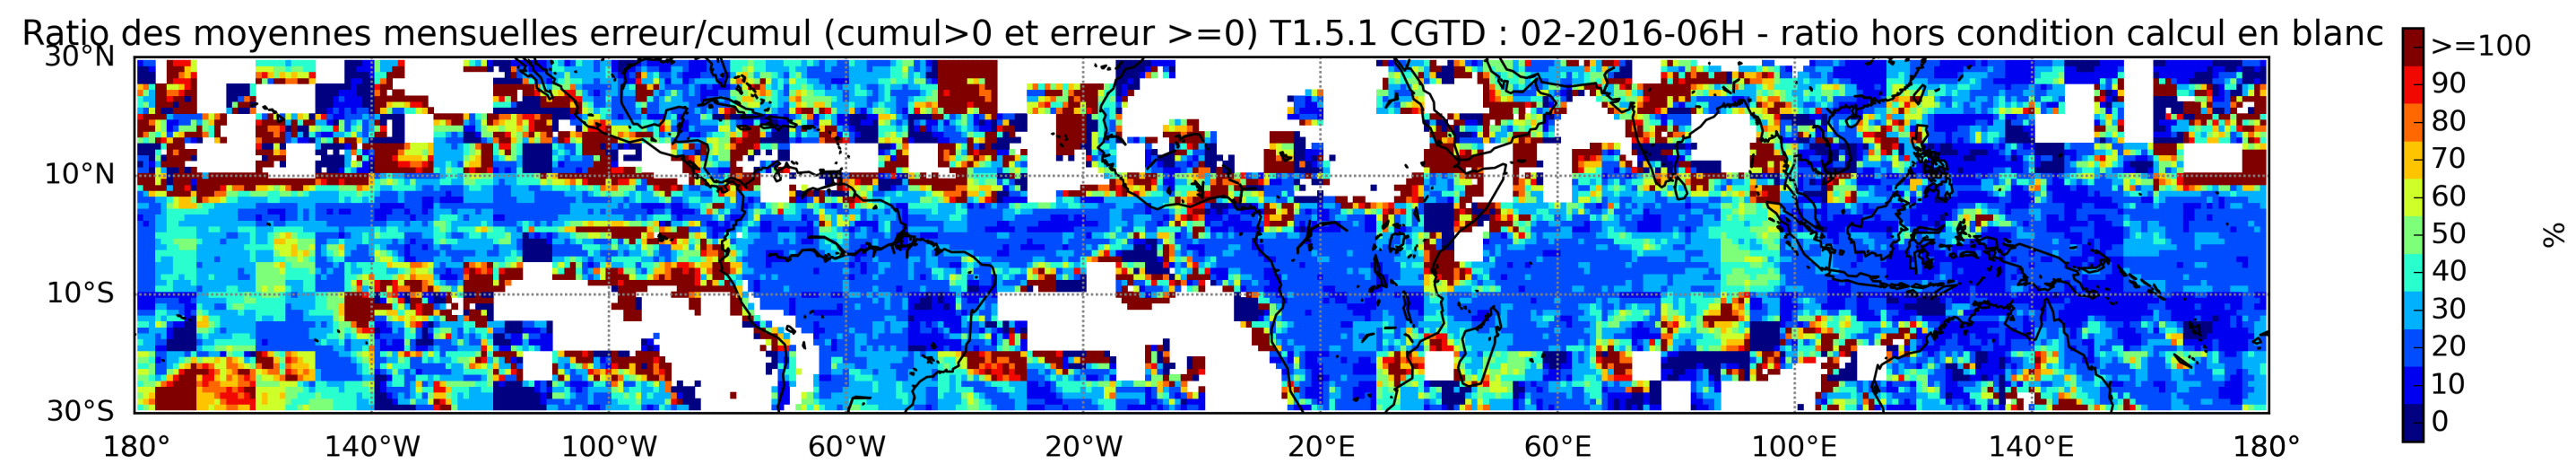 Ratio des moyennes mensuelles erreur/cumul (cumul>0 et erreur >=0) T1.5.1 CGTD : 02-2016-06H - ratio hors condition calcul en blanc
30°N
10°N
10°S
30°S
180° 140°W 100°W 60°W 20°W 20°E 60°E 100°E 140°E 180°
>=100
90
80
70
60
50
40
30
20
10
0
%